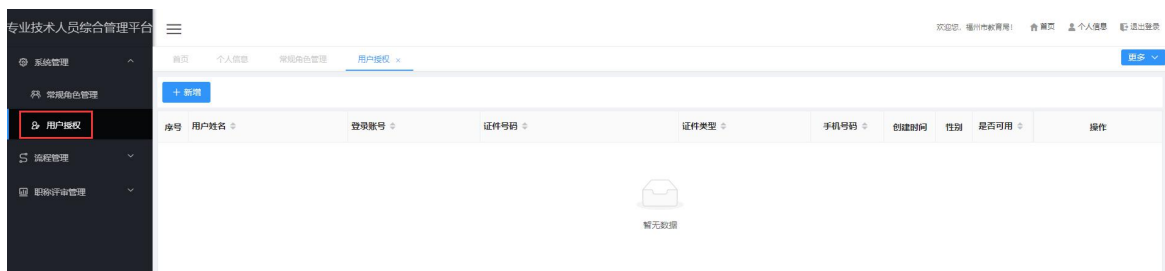 专业技术人员综合管理平台
欢迎您，福州市教育局！ 首页 个人信息 退出登录
系统管理
首页 个人信息 常规角色管理 用户授权 × 更多
常规角色管理
+ 新增
用户授权
序号 用户姓名 登录账号 证件号码 证件类型 手机号码 创建时间 性别 是否可用 操作
流程管理
职称评审管理
暂无数据